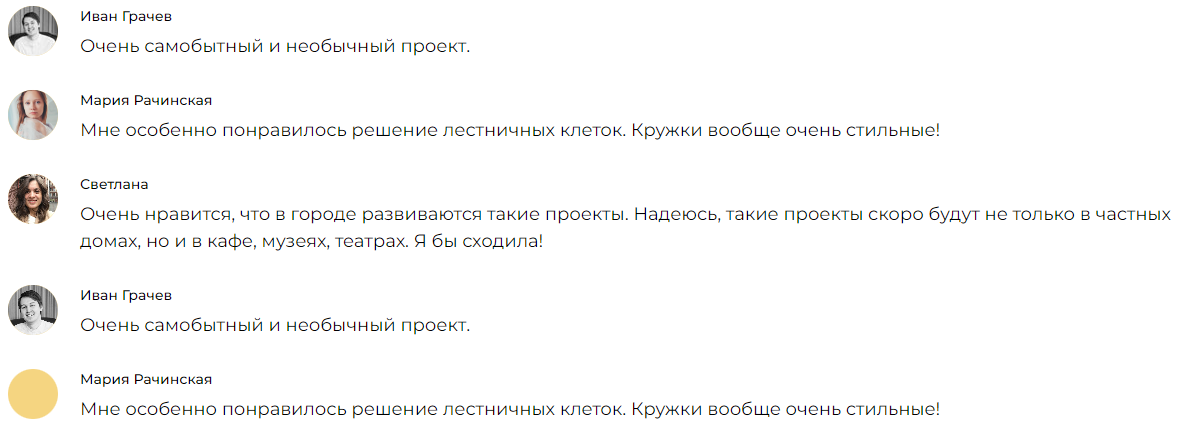 Иван Грачев
Очень самобытный и необычный проект.
Мария Рачинская
Мне особенно понравилось решение лестничных клеток. Кружки вообще очень стильные!
Светлана
Очень нравится, что в городе развиваются такие проекты. Надеюсь, такие проекты скоро будут не только в частных
домах, но и в кафе, музеях, театрах. Я бы сходила!
Иван Грачев
Очень самобытный и необычный проект.
Мария Рачинская
Мне особенно понравилось решение лестничных клеток. Кружки вообще очень стильные!